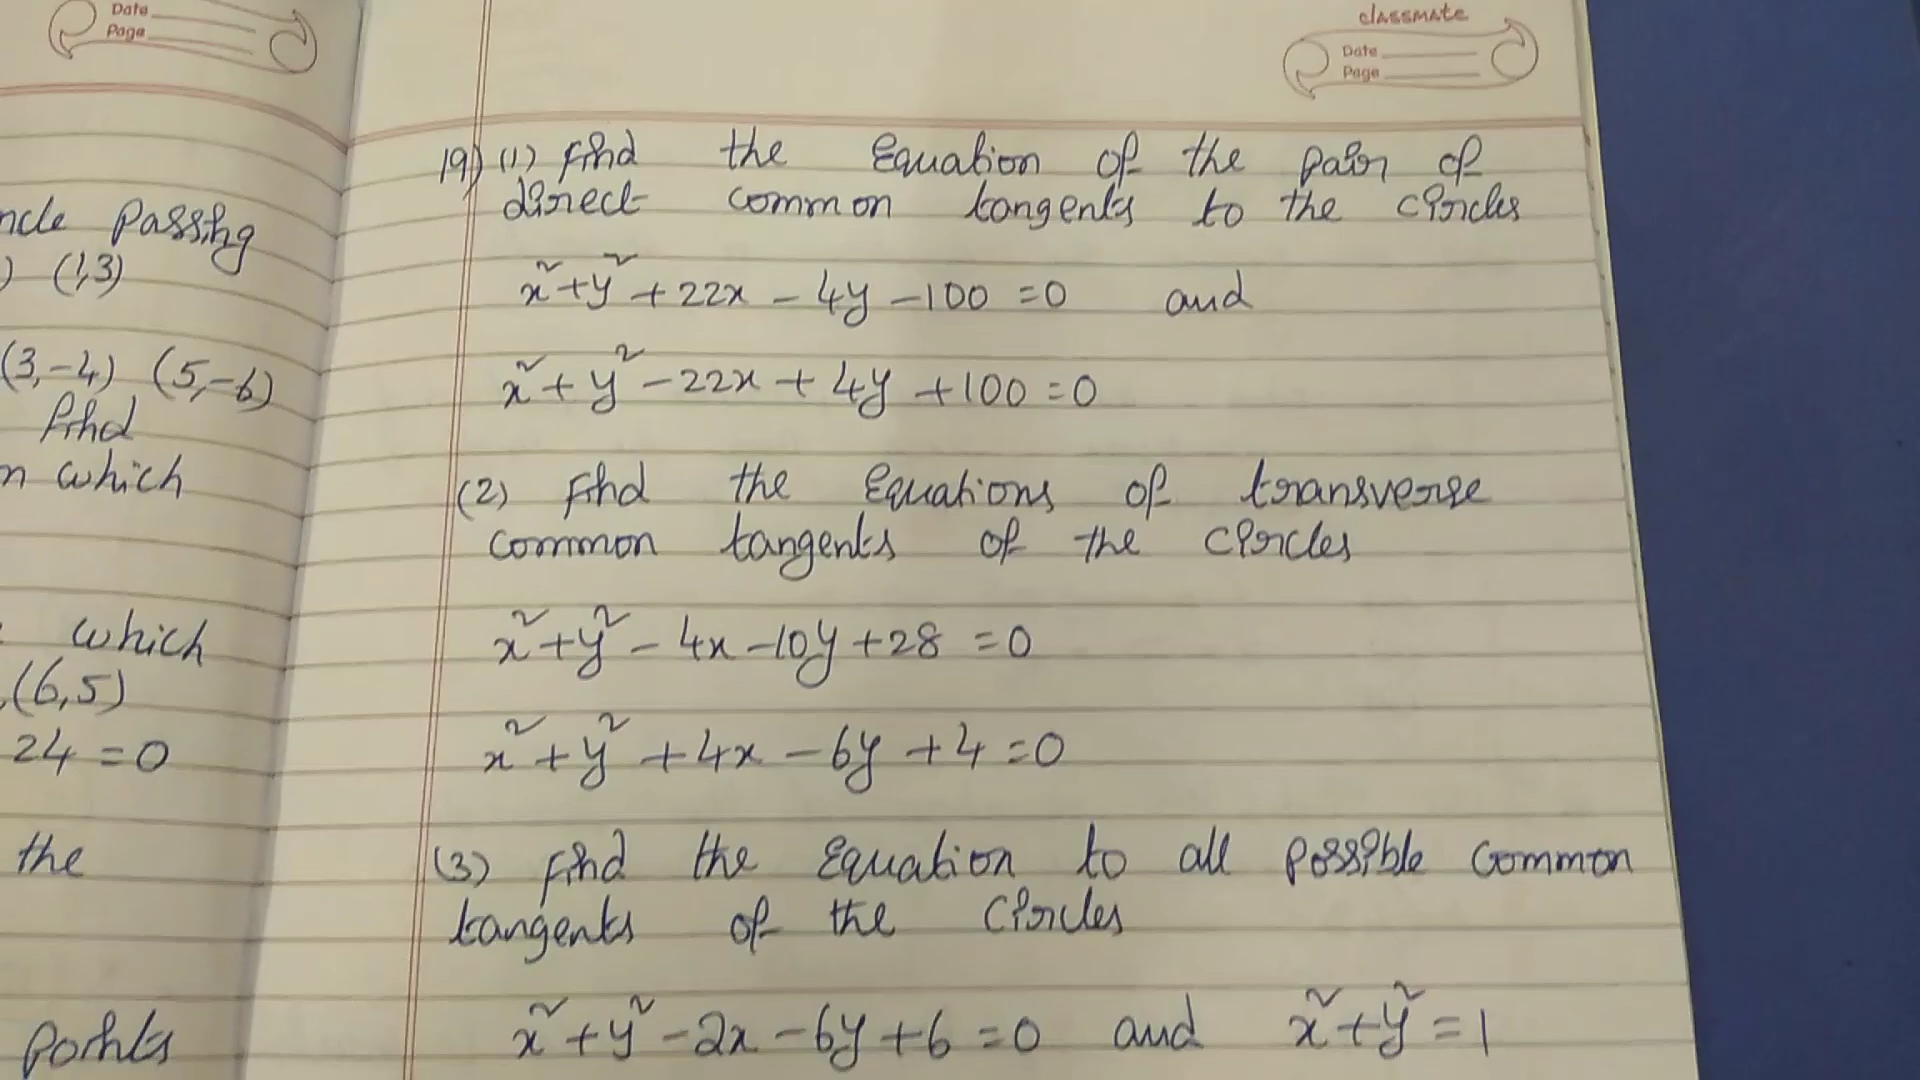 Date
Page
classmate
Date
Page
ncle passing
) (1,3)
(3,-4) (5,-6)
find
n which
which
,(6,5)
24 = 0
the
points
19) (1) find the equation of the pair of
direct common tangents to the circles
x² + y² + 22x - 4y - 100 = 0 and
x² + y² - 22x + 4y + 100 = 0
(2) find the equations of transverse
common tangents of the circles
x² + y² - 4x - 10y + 28 = 0
x² + y² + 4x - 6y + 4 = 0
(3) find the equation to all possible common
tangents of the circles
x² + y² - 2x - 6y + 6 = 0 and x² + y² = 1